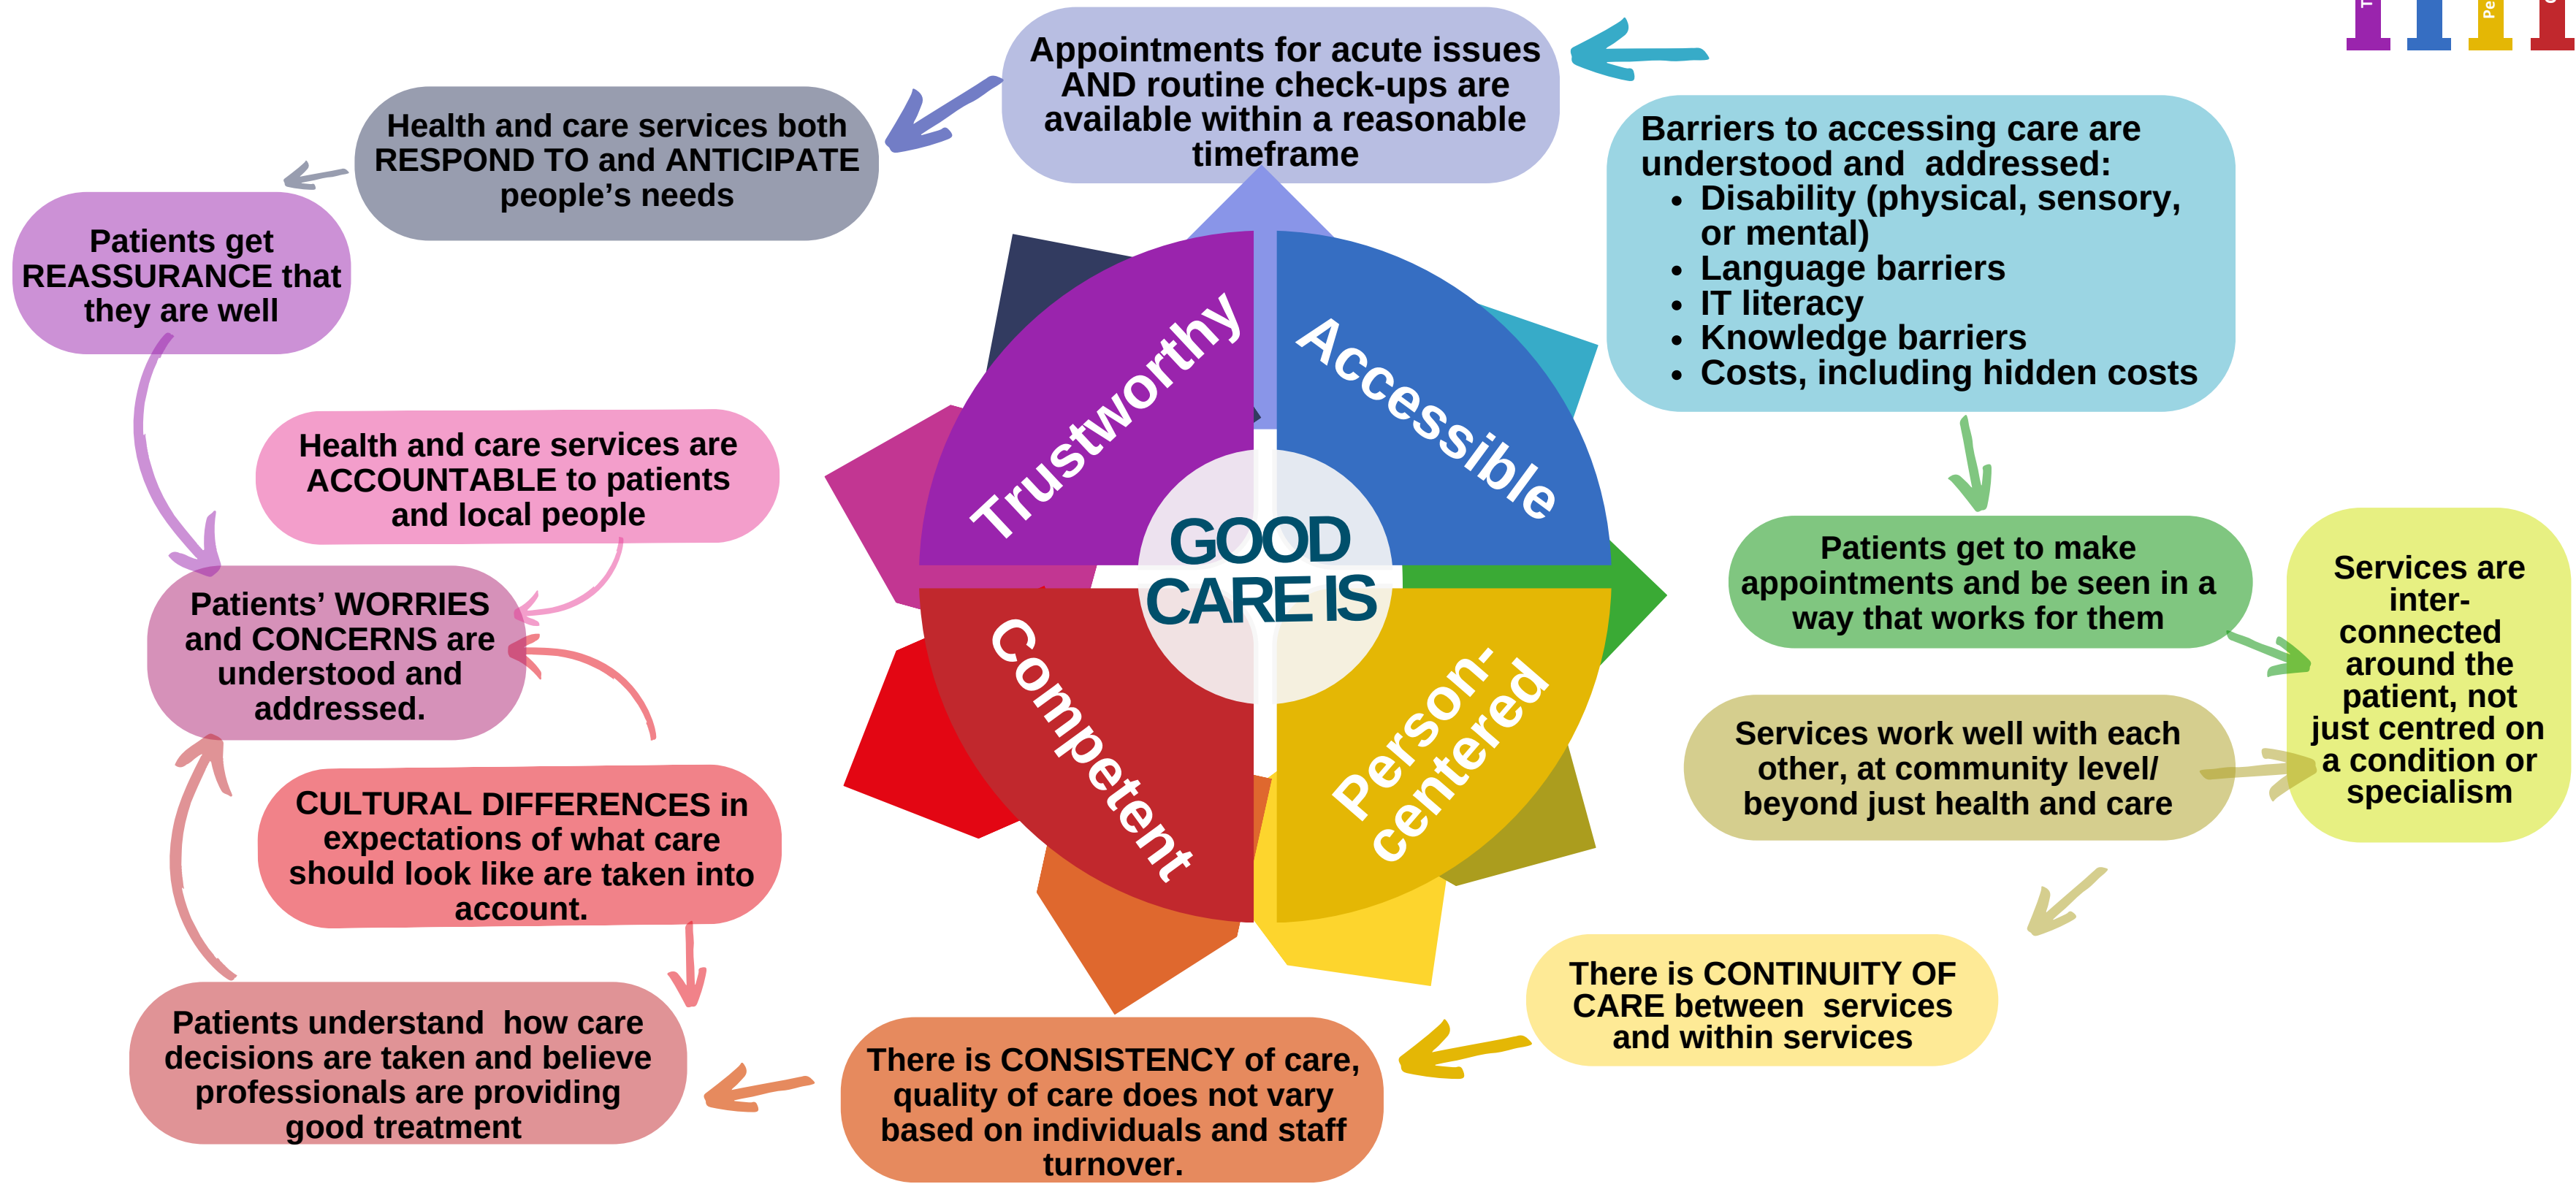 Appointments for acute issues
AND routine check-ups are
available within a reasonable
timeframe
Health and care services both
RESPOND TO and ANTICIPATE
people’s needs
Patients get
REASSURANCE that
they are well
Barriers to accessing care are
understood and  addressed:
• Disability (physical, sensory,
or mental)
• Language barriers
• IT literacy
• Knowledge barriers
• Costs, including hidden costs
Health and care services are
ACCOUNTABLE to patients
and local people
Patients’ WORRIES
and CONCERNS are
understood and
addressed.
Trustworthy
Accessible
GOOD
CARE IS
Competent
Person-
centered
Patients get to make
appointments and be seen in a
way that works for them
Services are
inter-
connected
around the
patient, not
just centred on
a condition or
specialism
Services work well with each
other, at community level/
beyond just health and care
CULTURAL DIFFERENCES in
expectations of what care
should look like are taken into
account.
There is CONTINUITY OF
CARE between  services
and within services
Patients understand  how care
decisions are taken and believe
professionals are providing
good treatment
There is CONSISTENCY of care,
quality of care does not vary
based on individuals and staff
turnover.